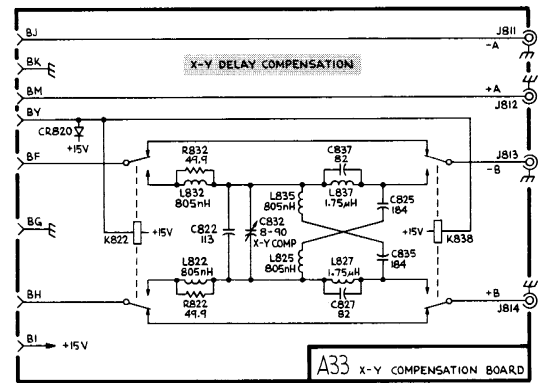 BJ
J811
-A
BK
X-Y DELAY COMPENSATION
BM
+A
J812
BY
CR820
+15V
R832
49.9
C837
82
BF
J813
-B
L832
805nH
L835
805nH
L837
1.75µH
C825
184
C822
113
C832
8-90
X-Y COMP
BG
K822
+15V
+15V
K838
L822
805nH
L825
805nH
L827
1.75µH
C835
184
BH
+B
J814
R822
49.9
C827
82
BI
+15V
A33 X-Y COMPENSATION BOARD